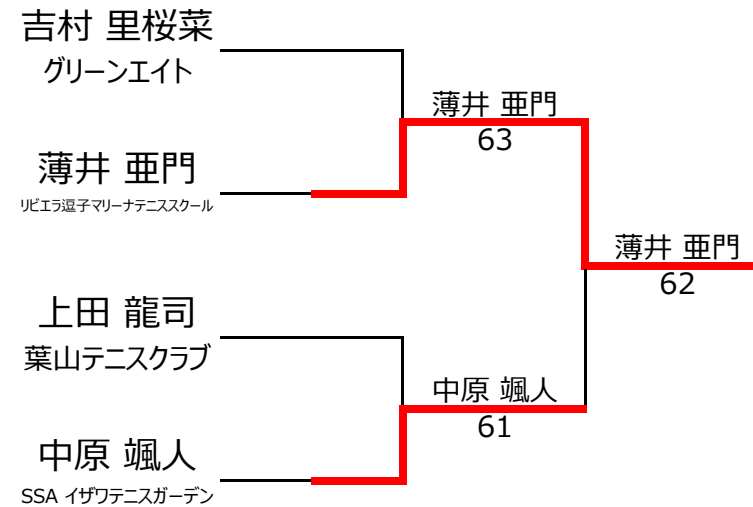 吉村 里桜菜
グリーンエイト
薄井 亜門
63
薄井 亜門
リビエラ逗子マリーナテニススクール
薄井 亜門
62
上田 龍司
葉山テニスクラブ
中原 颯人
61
中原 颯人
SSA イザワテニスガーデン